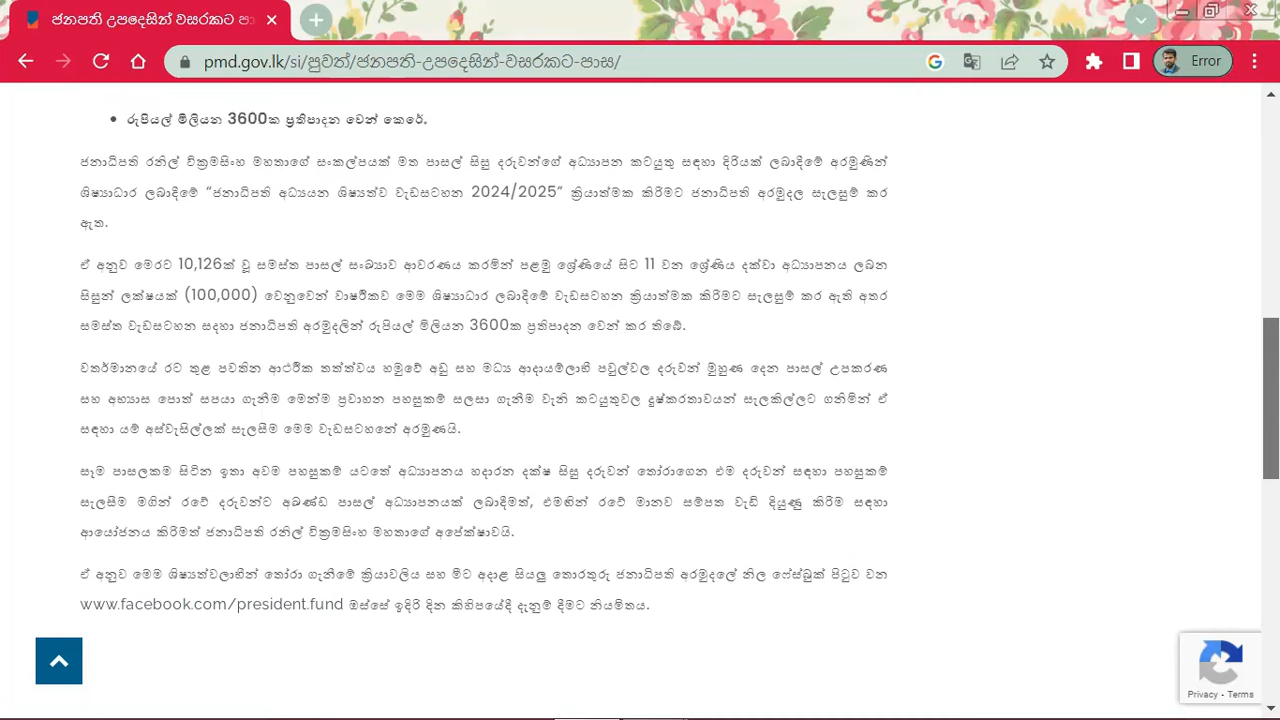 ජනපති උපදෙසින් වසරකට පා
pmd.gov.lk/si/පුවත්/ජනපති-උපදෙසින්-වසරකට-පාස/
Error
• රුපියල් මිලියන 3600ක ප්‍රතිපාදන වෙන් කෙරේ.
ජනාධිපති රනිල් වික්‍රමසිංහ මහතාගේ සංකල්පයක් මත පාසල් සිසු දරුවන්ගේ අධ්‍යාපන කටයුතු සඳහා දිරියක් ලබාදීමේ අරමුණින්
ශිෂ්‍යාධාර ලබාදීමේ “ජනාධිපති අධ්‍යයන ශිෂ්‍යත්ව වැඩසටහන 2024/2025” ක්‍රියාත්මක කිරිමට ජනාධිපති අරමුදල සැලසුම් කර
ඇත.
ඒ අනුව මෙරට 10,126ක් වූ සමස්ත පාසල් සංඛ්‍යාව ආවරණය කරමින් පළමු ශ්‍රේණියේ සිට 11 වන ශ්‍රේණිය දක්වා අධ්‍යාපනය ලබන
සිසුන් ලක්ෂයක් (100,000) වෙනුවෙන් වාර්ෂිකව මෙම ශිෂ්‍යාධාර ලබාදීමේ වැඩසටහන ක්‍රියාත්මක කිරිමට සැලසුම් කර ඇති අතර
සමස්ත වැඩසටහන සදහා ජනාධිපති අරමුදලින් රුපියල් මිලියන 3600ක ප්‍රතිපාදන වෙන් කර තිබේ.
වර්තමානයේ රට තුළ පවතින ආර්ථික තත්ත්වය හමුවේ අඩු සහ මධ්‍ය ආදායම්ලාභී පවුල්වල දරුවන් මුහුණ දෙන පාසල් උපකරණ
සහ අභ්‍යාස පොත් සපයා ගැනීම මෙන්ම ප්‍රවාහන පහසුකම් සලසා ගැනීම වැනි කටයුතුවල දුෂ්කරතාවයන් සැලකිල්ලට ගනිමින් ඒ
සඳහා යම් අස්වැසිල්ලක් සැලසීම මෙම වැඩසටහනේ අරමුණයි.
සෑම පාසලකම සිටින ඉතා අවම පහසුකම් යටතේ අධ්‍යාපනය හදාරන දක්ෂ සිසු දරුවන් තෝරාගෙන එම දරුවන් සඳහා පහසුකම්
සැලසීම මගින් රටේ දරුවන්ට අඛණ්ඩ පාසල් අධ්‍යාපනයක් ලබාදීමත්, එමඟින් රටේ මානව සම්පත වැඩි දියුණු කිරීම සඳහා
ආයෝජනය කිරිමත් ජනාධිපති රනිල් වික්‍රමසිංහ මහතාගේ අපේක්ෂාවයි.
ඒ අනුව මෙම ශිෂ්‍යත්වලාභීන් තෝරා ගැනීමේ ක්‍රියාවලිය සහ මීට අදාළ සියලු තොරතුරු ජනාධිපති අරමුදලේ නිල ෆේස්බුක් පිටුව වන
www.facebook.com/president.fund ඔස්සේ ඉදිරි දින කිහිපයේදී දැනුම් දීමට නියමිතය.
Privacy - Terms